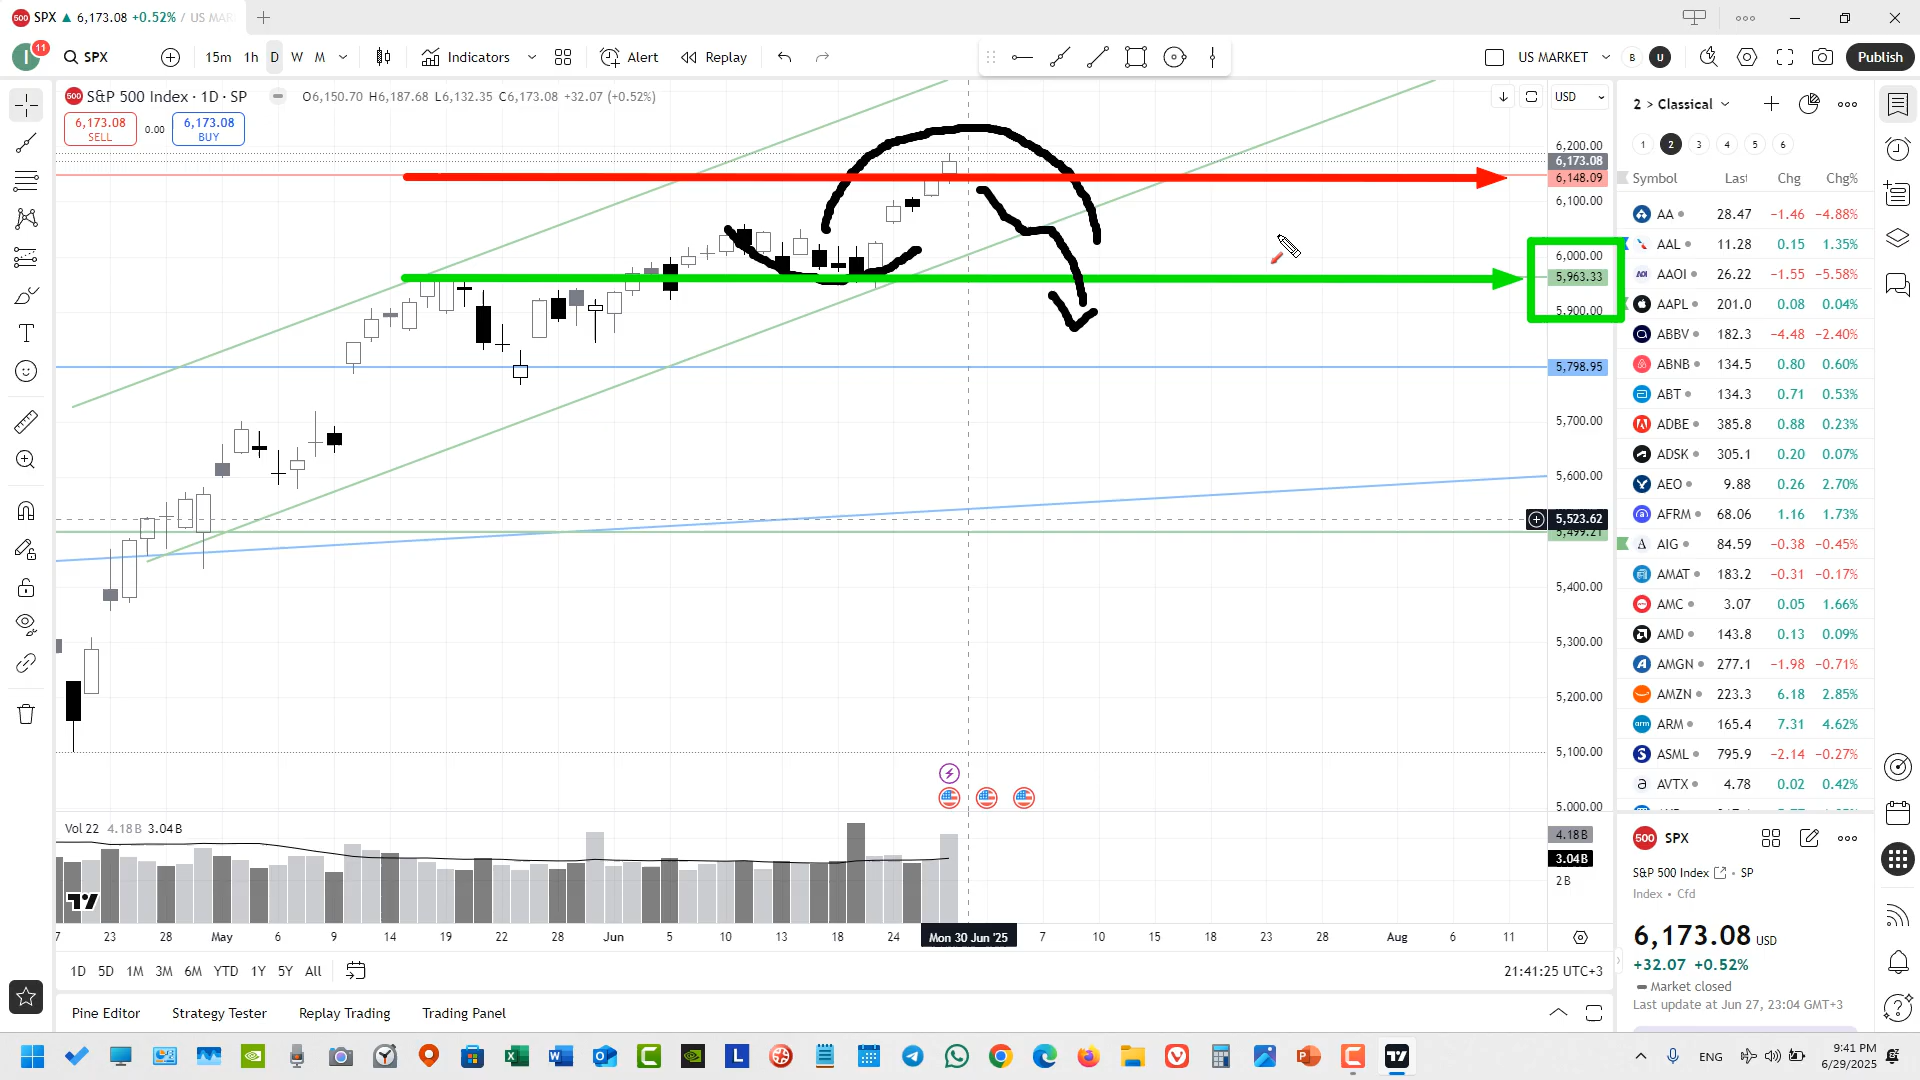 500 SPX ▲ 6,173.08 +0.52% / US MAR
I 11 SPX 15m 1h D W M Indicators Alert Replay US MARKET B U Publish
500 S&P 500 Index · 1D · SP O6,150.70 H6,187.68 L6,132.35 C6,173.08 +32.07 (+0.52%) USD
6,173.08 SELL 0.00 6,173.08 BUY
6,200.00
6,173.08
6,148.09
6,100.00
6,000.00
5,963.33
5,900.00
5,798.95
5,700.00
5,600.00
5,523.62
5,499.21
5,400.00
5,300.00
5,200.00
5,100.00
5,000.00
Vol 22 4.18B 3.04B
4.18B
3.04B
2B
7 23 28 May 6 9 14 19 22 28 Jun 5 10 13 18 24 Mon 30 Jun '25 7 10 15 18 23 28 Aug 6 11
1D 5D 1M 3M 6M YTD 1Y 5Y All 21:41:25 UTC+3
Pine Editor Strategy Tester Replay Trading Trading Panel
2 > Classical
1 2 3 4 5 6
Symbol Last Chg Chg%
AA 28.47 −1.46 −4.88%
AAL 11.28 0.15 1.35%
AAOI 26.22 −1.55 −5.58%
AAPL 201.0 0.08 0.04%
ABBV 182.3 −4.48 −2.40%
ABNB 134.5 0.80 0.60%
ABT 134.3 0.71 0.53%
ADBE 385.8 0.88 0.23%
ADSK 305.1 0.20 0.07%
AEO 9.88 0.26 2.70%
AFRM 68.06 1.16 1.73%
AIG 84.59 −0.38 −0.45%
AMAT 183.2 −0.31 −0.17%
AMC 3.07 0.05 1.66%
AMD 143.8 0.13 0.09%
AMGN 277.1 −1.98 −0.71%
AMZN 223.3 6.18 2.85%
ARM 165.4 7.31 4.62%
ASML 795.9 −2.14 −0.27%
AVTX 4.78 0.02 0.42%
500 SPX
S&P 500 Index • SP
Index • Cfd
6,173.08 USD
+32.07 +0.52%
Market closed
Last update at Jun 27, 23:04 GMT+3
ENG 9:41 PM
6/29/2025